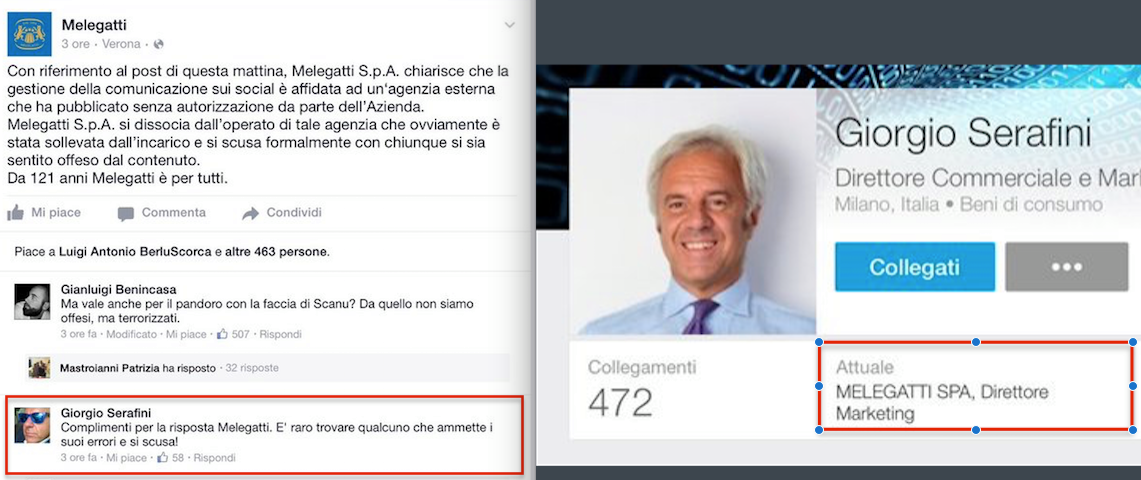 Melegatti
3 ore · Verona ·
Con riferimento al post di questa mattina, Melegatti S.p.A. chiarisce che la
gestione della comunicazione sui social è affidata ad un'agenzia esterna
che ha pubblicato senza autorizzazione da parte dell'Azienda.
Melegatti S.p.A. si dissocia dall'operato di tale agenzia che ovviamente è
stata sollevata dall'incarico e si scusa formalmente con chiunque si sia
sentito offeso dal contenuto.
Da 121 anni Melegatti è per tutti.
Mi piace Commenta Condividi
Piace a Luigi Antonio BerluScorca e altre 463 persone.
Gianluigi Benincasa
Ma vale anche per il pandoro con la faccia di Scanu? Da quello non siamo
offesi, ma terrorizzati.
3 ore fa · Modificato · Mi piace · 507 · Rispondi
Mastroianni Patrizia ha risposto · 32 risposte
Giorgio Serafini
Complimenti per la risposta Melegatti. E' raro trovare qualcuno che ammette i
suoi errori e si scusa!
3 ore fa · Mi piace · 58 · Rispondi
Giorgio Serafini
Direttore Commerciale e Mar
Milano, Italia • Beni di consumo
Collegati •••
Collegamenti
472
Attuale
MELEGATTI SPA, Direttore
Marketing